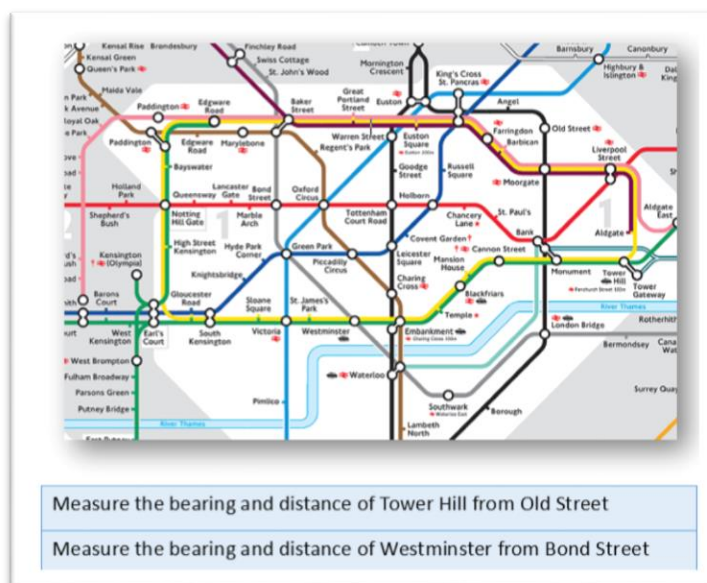 Kensal Rise Brondesbury
Finchley Road
Barnsbury Canonbury
Kensal Green
Swiss Cottage
Mornington
Crescent
Queen's Park
St. John's Wood
King's Cross
St. Pancras
Highbury &
Islington
Maida Vale
Paddington
Edgware
Road
Baker
Street
Great
Portland
Street
Euston
Angel
Royal Oak
Warren Street
Euston
Square
Farringdon
Old Street
Paddington
Edgware
Road
Marylebone
Regent's Park
Barbican
Liverpool
Street
Bayswater
Goodge
Street
Russell
Square
Moorgate
Holland
Park
Queensway
Lancaster
Gate
Bond
Street
Oxford
Circus
Holborn
Shepherd's
Bush
Notting
Hill Gate
1
Marble
Arch
Tottenham
Court Road
Chancery
Lane
St. Paul's
1
Aldgate
East
Bank
Aldgate
Kensington
(Olympia)
High Street
Kensington
Hyde Park
Corner
Green Park
Covent Garden
Leicester
Square
Cannon Street
Mansion
House
Knightsbridge
Piccadilly
Circus
Monument
Tower
Hill
Fenchurch Street
Tower
Gateway
Barons
Court
Gloucester
Road
Sloane
Square
St. James's
Park
Charing
Cross
Blackfriars
River Thames
Temple
West
Kensington
Earl's
Court
South
Kensington
Victoria
Westminster
Embankment
London Bridge
Rotherhith
Bermondsey
West Brompton
Waterloo
Fulham Broadway
Parsons Green
Surrey Quay
Putney Bridge
Pimlico
Southwark
Borough
River Thames
Lambeth
North
Measure the bearing and distance of Tower Hill from Old Street
Measure the bearing and distance of Westminster from Bond Street